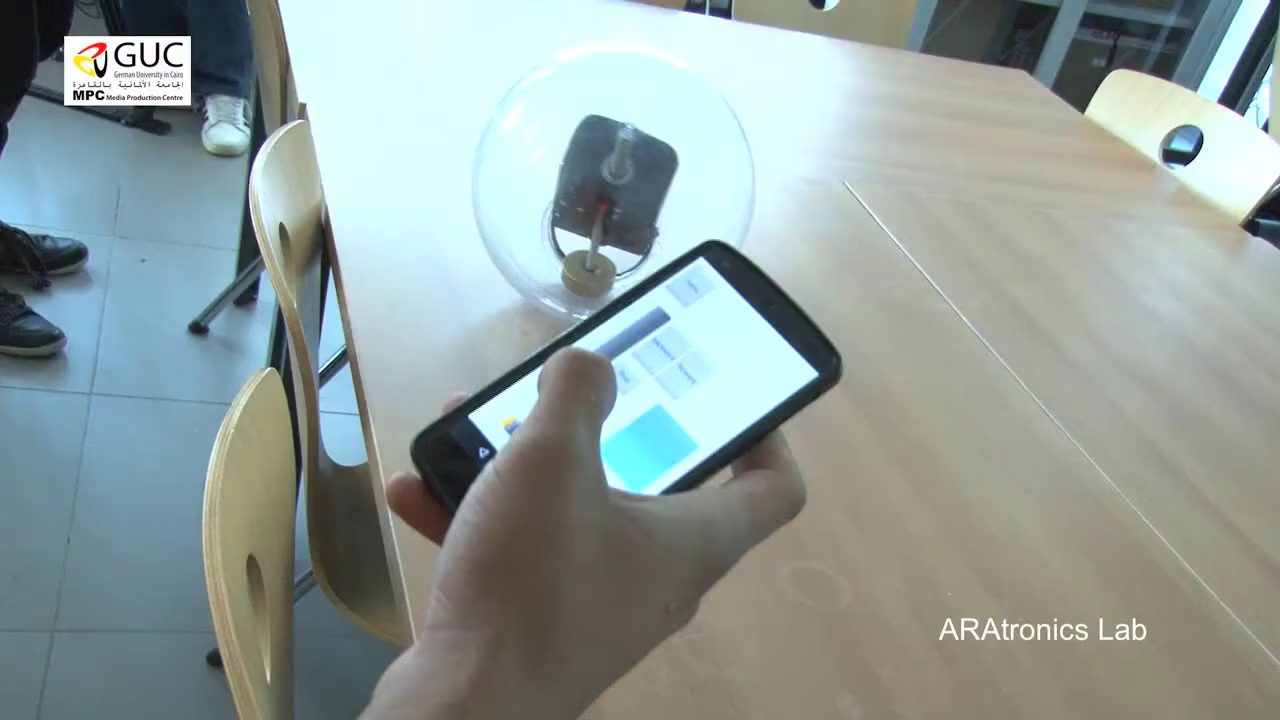 GUC
German University in Cairo
الجامعة الألمانية بالقاهرة
MPC Media Production Centre
ARAtronics Lab